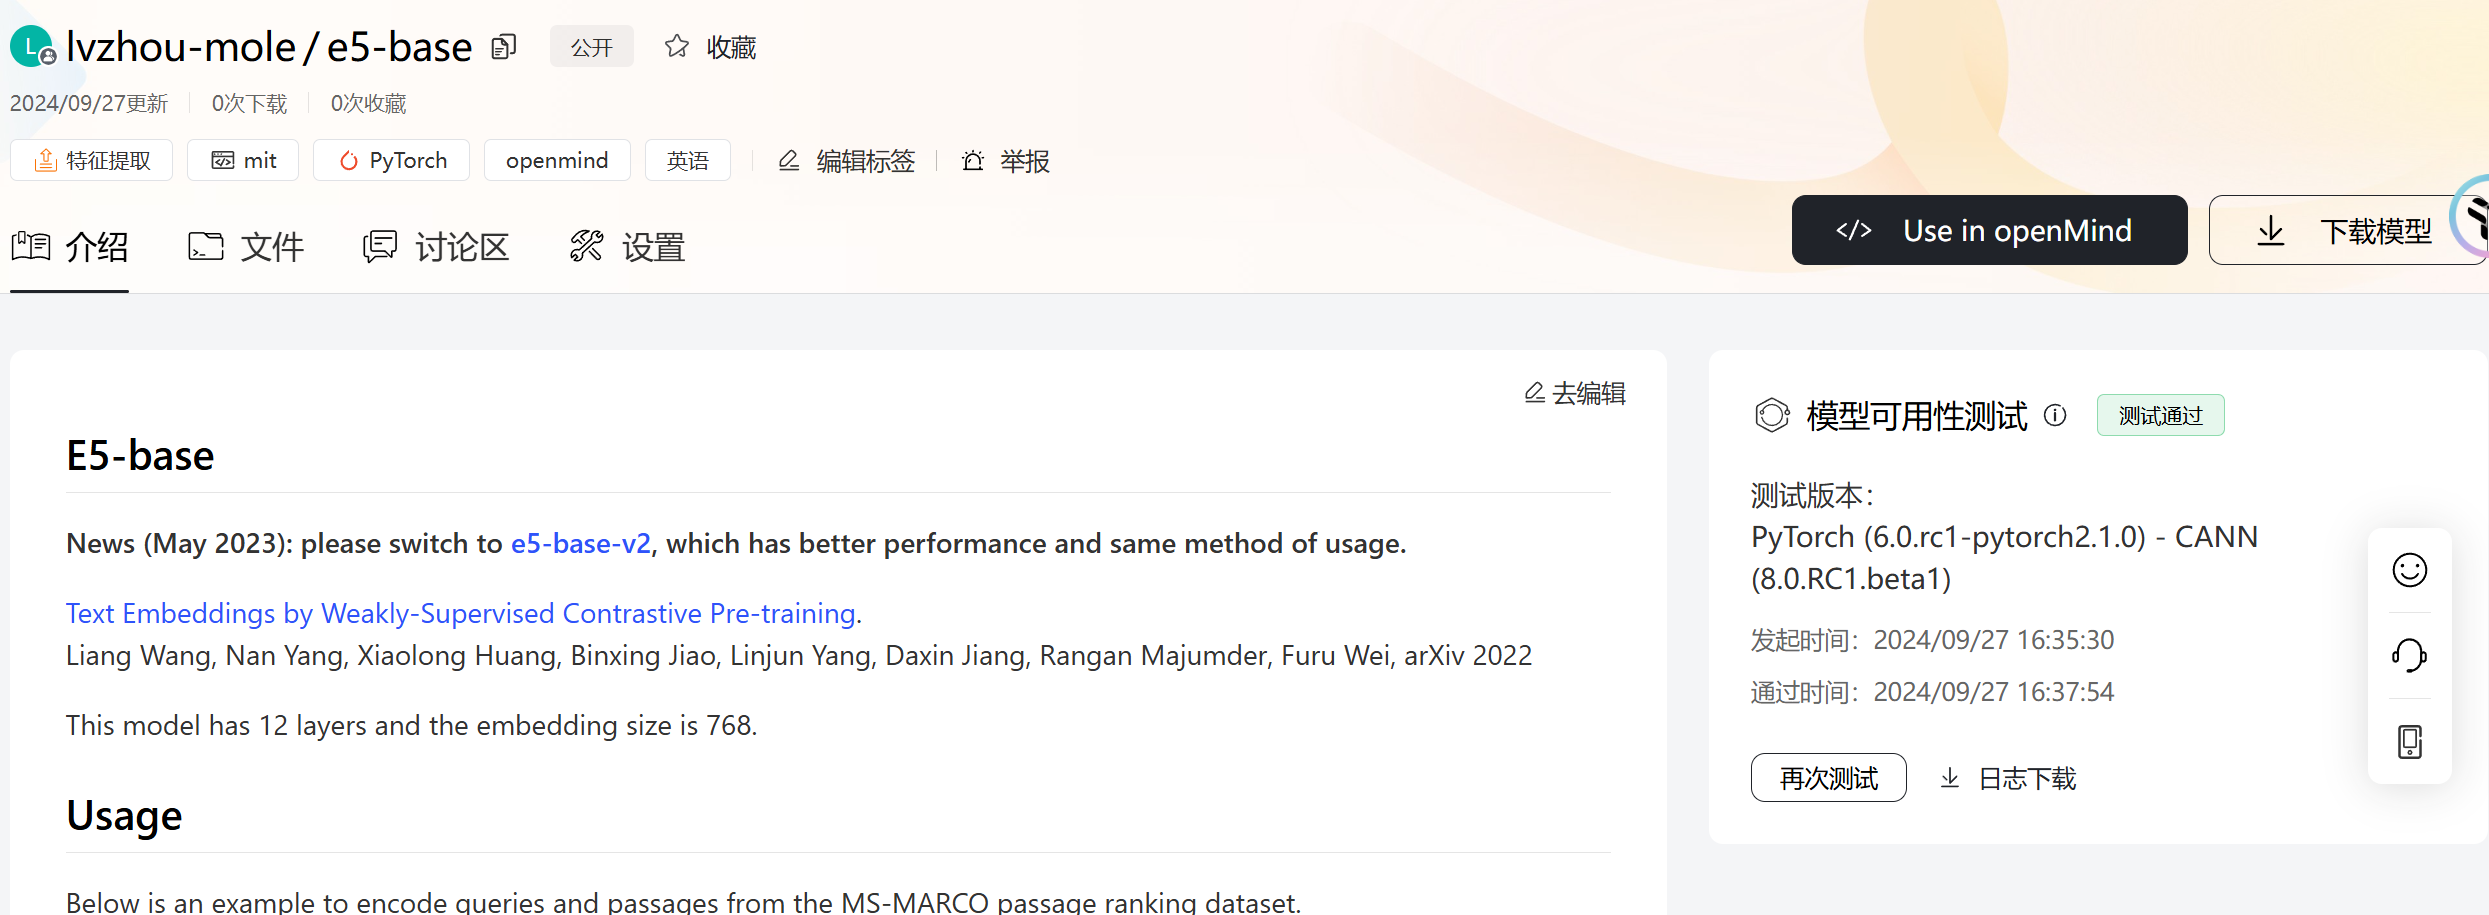 L lvzhou-mole / e5-base 公开 收藏
2024/09/27更新 0次下载 0次收藏
特征提取 mit PyTorch openmind 英语 编辑标签 举报
介绍 文件 讨论区 设置 </> Use in openMind 下载模型
去编辑
E5-base
News (May 2023): please switch to e5-base-v2, which has better performance and same method of usage.
Text Embeddings by Weakly-Supervised Contrastive Pre-training.
Liang Wang, Nan Yang, Xiaolong Huang, Binxing Jiao, Linjun Yang, Daxin Jiang, Rangan Majumder, Furu Wei, arXiv 2022
This model has 12 layers and the embedding size is 768.
Usage
Below is an example to encode queries and passages from the MS-MARCO passage ranking dataset.
模型可用性测试 测试通过
测试版本：
PyTorch (6.0.rc1-pytorch2.1.0) - CANN
(8.0.RC1.beta1)
发起时间：2024/09/27 16:35:30
通过时间：2024/09/27 16:37:54
再次测试 日志下载